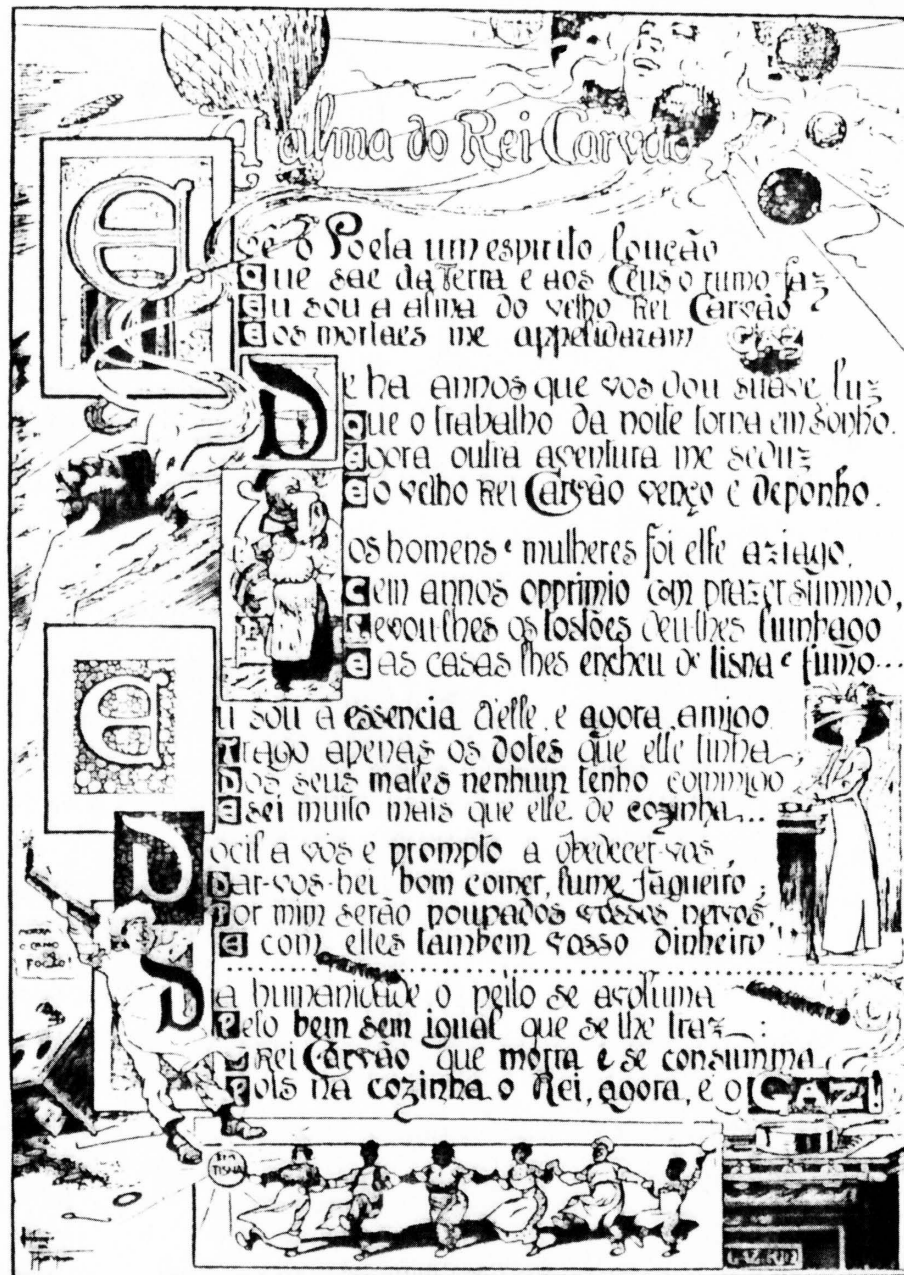 A alma do Rei Carvão
Eve o Poeta um espirito loução
Que sae da Terra e aos Ceus o rumo faz
Eu sou a alma do velho Rei Carvão
E os mortaes me appelidaram GAZ
De ha annos que vos dou suave luz
Que o trabalho da noite torna em sonho.
Agora outra aventura me seduz
E o velho Rei Carvão venço e deponho.
os homens e mulheres foi elle aziago,
Cem annos opprimio com prazer summo,
Levou-lhes os tostões deu-lhes lumbago
E as casas lhes encheu de tisna e fumo...
Eu sou a essencia d'elle, e agora, amigo
Trago apenas os dotes que elle tinha
Dos seus males nenhum tenho commigo
E sei muito mais que elle de cozinha...
Docil a vós e prompto a obedecer-vos,
Dar-vos-hei bom comer, lume fagueiro;
Por mim serão poupados vossos nervos,
E com elles tambem vosso dinheiro
MORRA
O
FOGÃO!
Da humanidade o peito se avoluma
Pelo bem sem igual que se lhe traz:
O Rei Carvão que morra e se consumma
Pois na cozinha o Rei, agora, é o GAZ!
SEM
TISNA